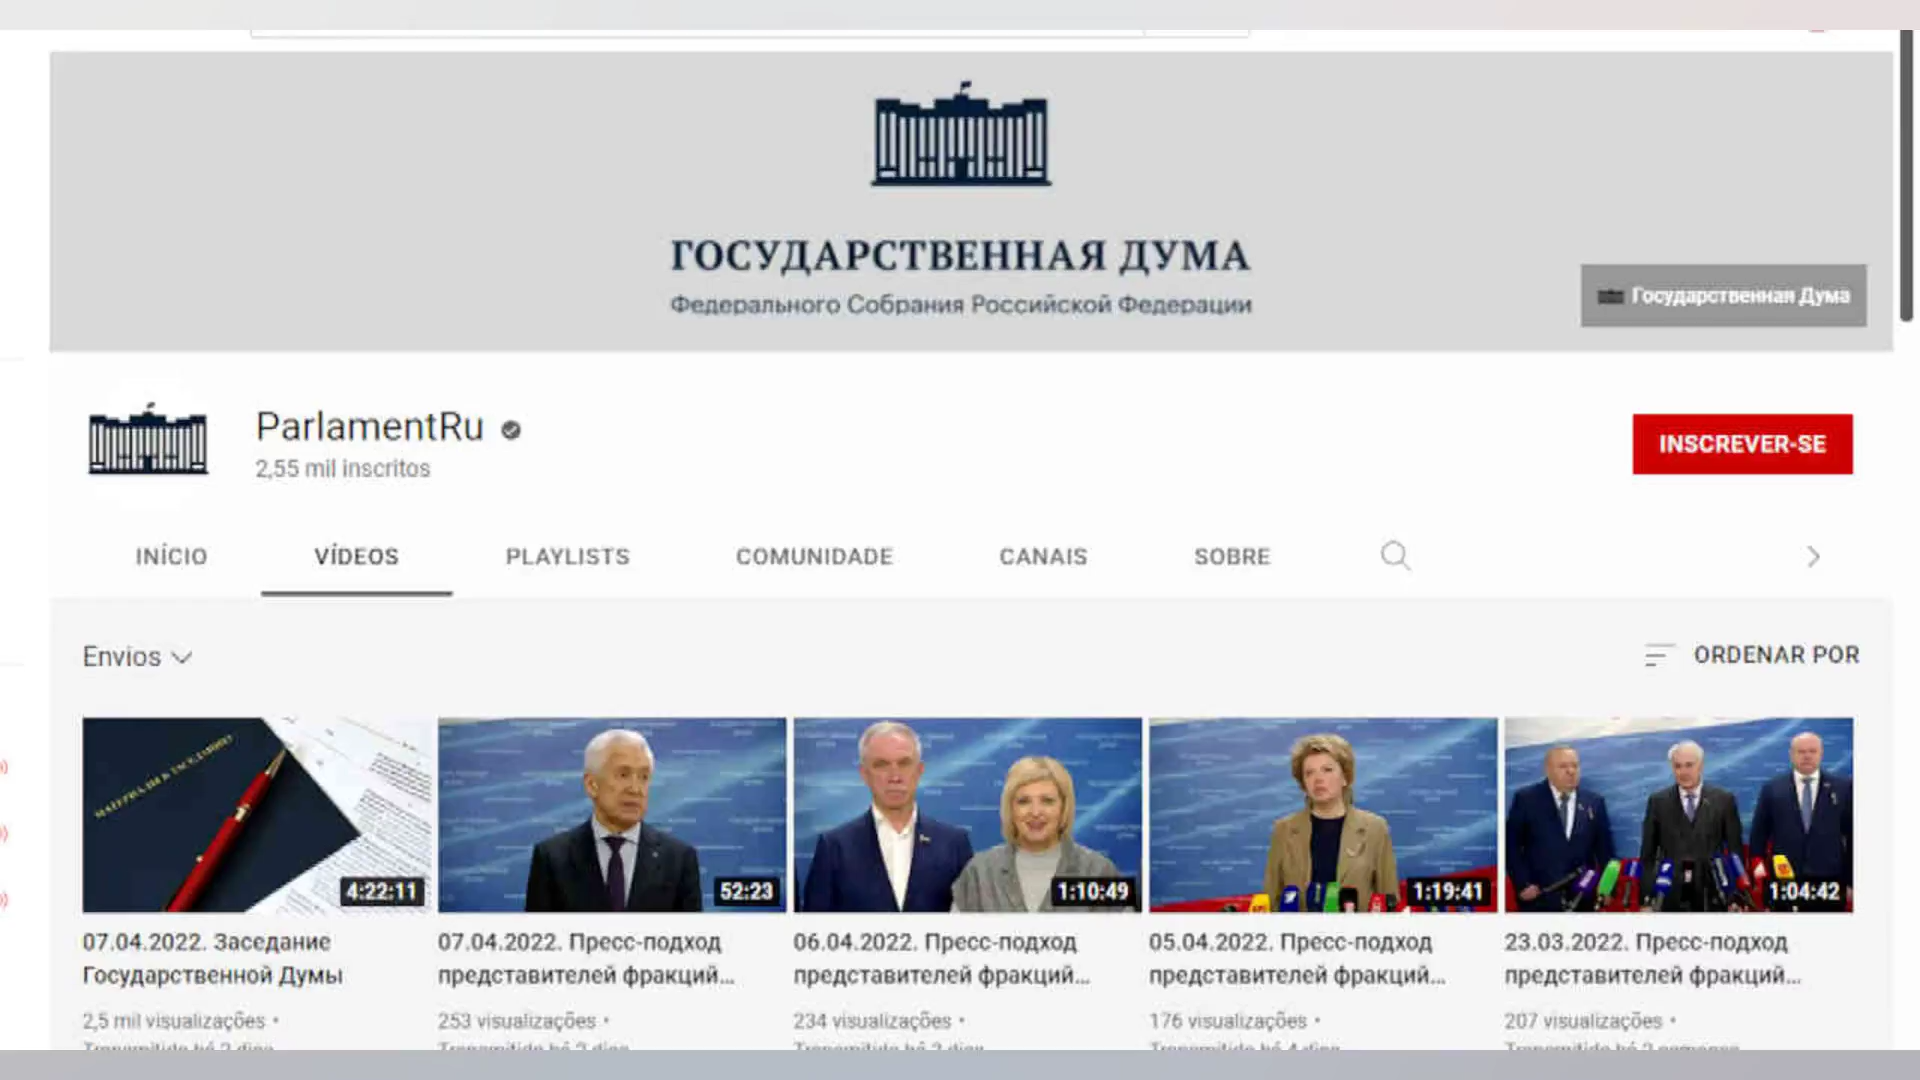 ГОСУДАРСТВЕННАЯ ДУМА
Федерального Собрания Российской Федерации
Государственная Дума
ParlamentRu
2,55 mil inscritos
INSCREVER-SE
INÍCIO VÍDEOS PLAYLISTS COMUNIDADE CANAIS SOBRE
Envios
ORDENAR POR
МАТЕРИАЛЫ К ЗАСЕДАНИЮ
4:22:11
52:23
1:10:49
1:19:41
1:04:42
07.04.2022. Заседание
Государственной Думы
2,5 mil visualizações •
07.04.2022. Пресс-подход
представителей фракций...
253 visualizações •
06.04.2022. Пресс-подход
представителей фракций...
234 visualizações •
05.04.2022. Пресс-подход
представителей фракций...
176 visualizações •
23.03.2022. Пресс-подход
представителей фракций...
207 visualizações •